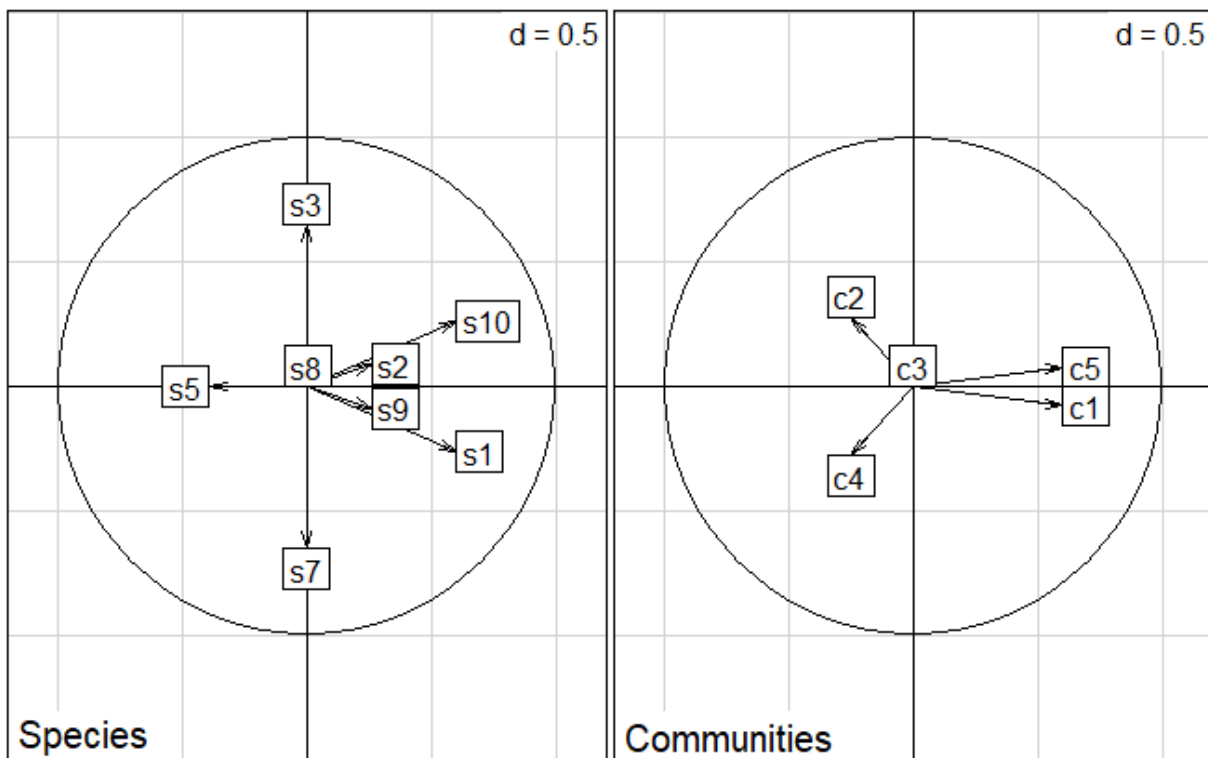 d = 0.5
s3
s10
s8
s2
s5
s9
s1
s7
Species
d = 0.5
c2
c3
c5
c1
c4
Communities